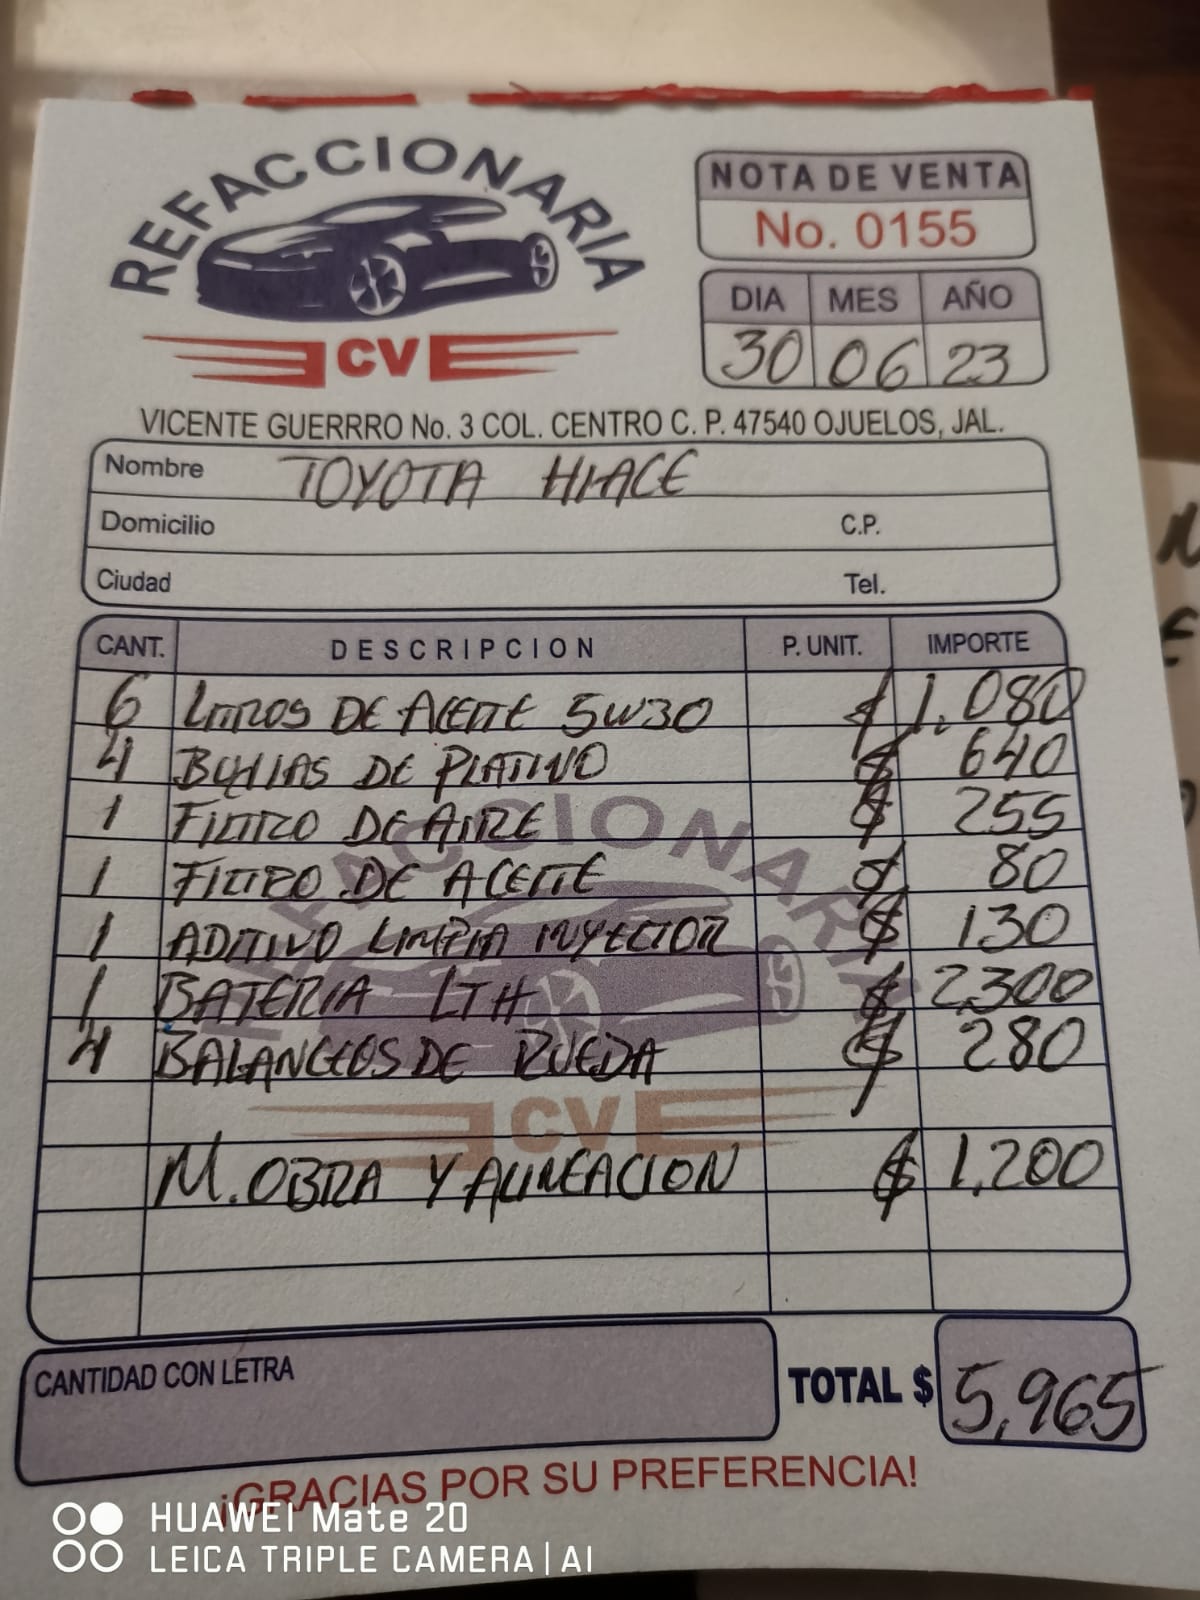 REFACCIONARIA
CV
NOTA DE VENTA
No. 0155
DIA MES AÑO
30 06 23
VICENTE GUERRRO No. 3 COL. CENTRO C. P. 47540 OJUELOS, JAL.
Nombre TOYOTA HIACE
Domicilio C.P.
Ciudad Tel.
CANT. DESCRIPCION P. UNIT. IMPORTE
6 LITROS DE ACEITE 5W30 $ 1,080
4 BUJIAS DE PLATINO $ 640
1 FILTRO DE AIRE $ 255
1 FILTRO DE ACEITE $ 80
1 ADITIVO LIMPIA INYECTOR $ 130
1 BATERIA LTH $ 2300
4 BALANCEOS DE RUEDA $ 280
M. OBRA Y ALINEACION $ 1,200
REFACCIONARIA
CV
CANTIDAD CON LETRA
TOTAL $ 5,965
¡GRACIAS POR SU PREFERENCIA!
HUAWEI Mate 20
LEICA TRIPLE CAMERA | AI